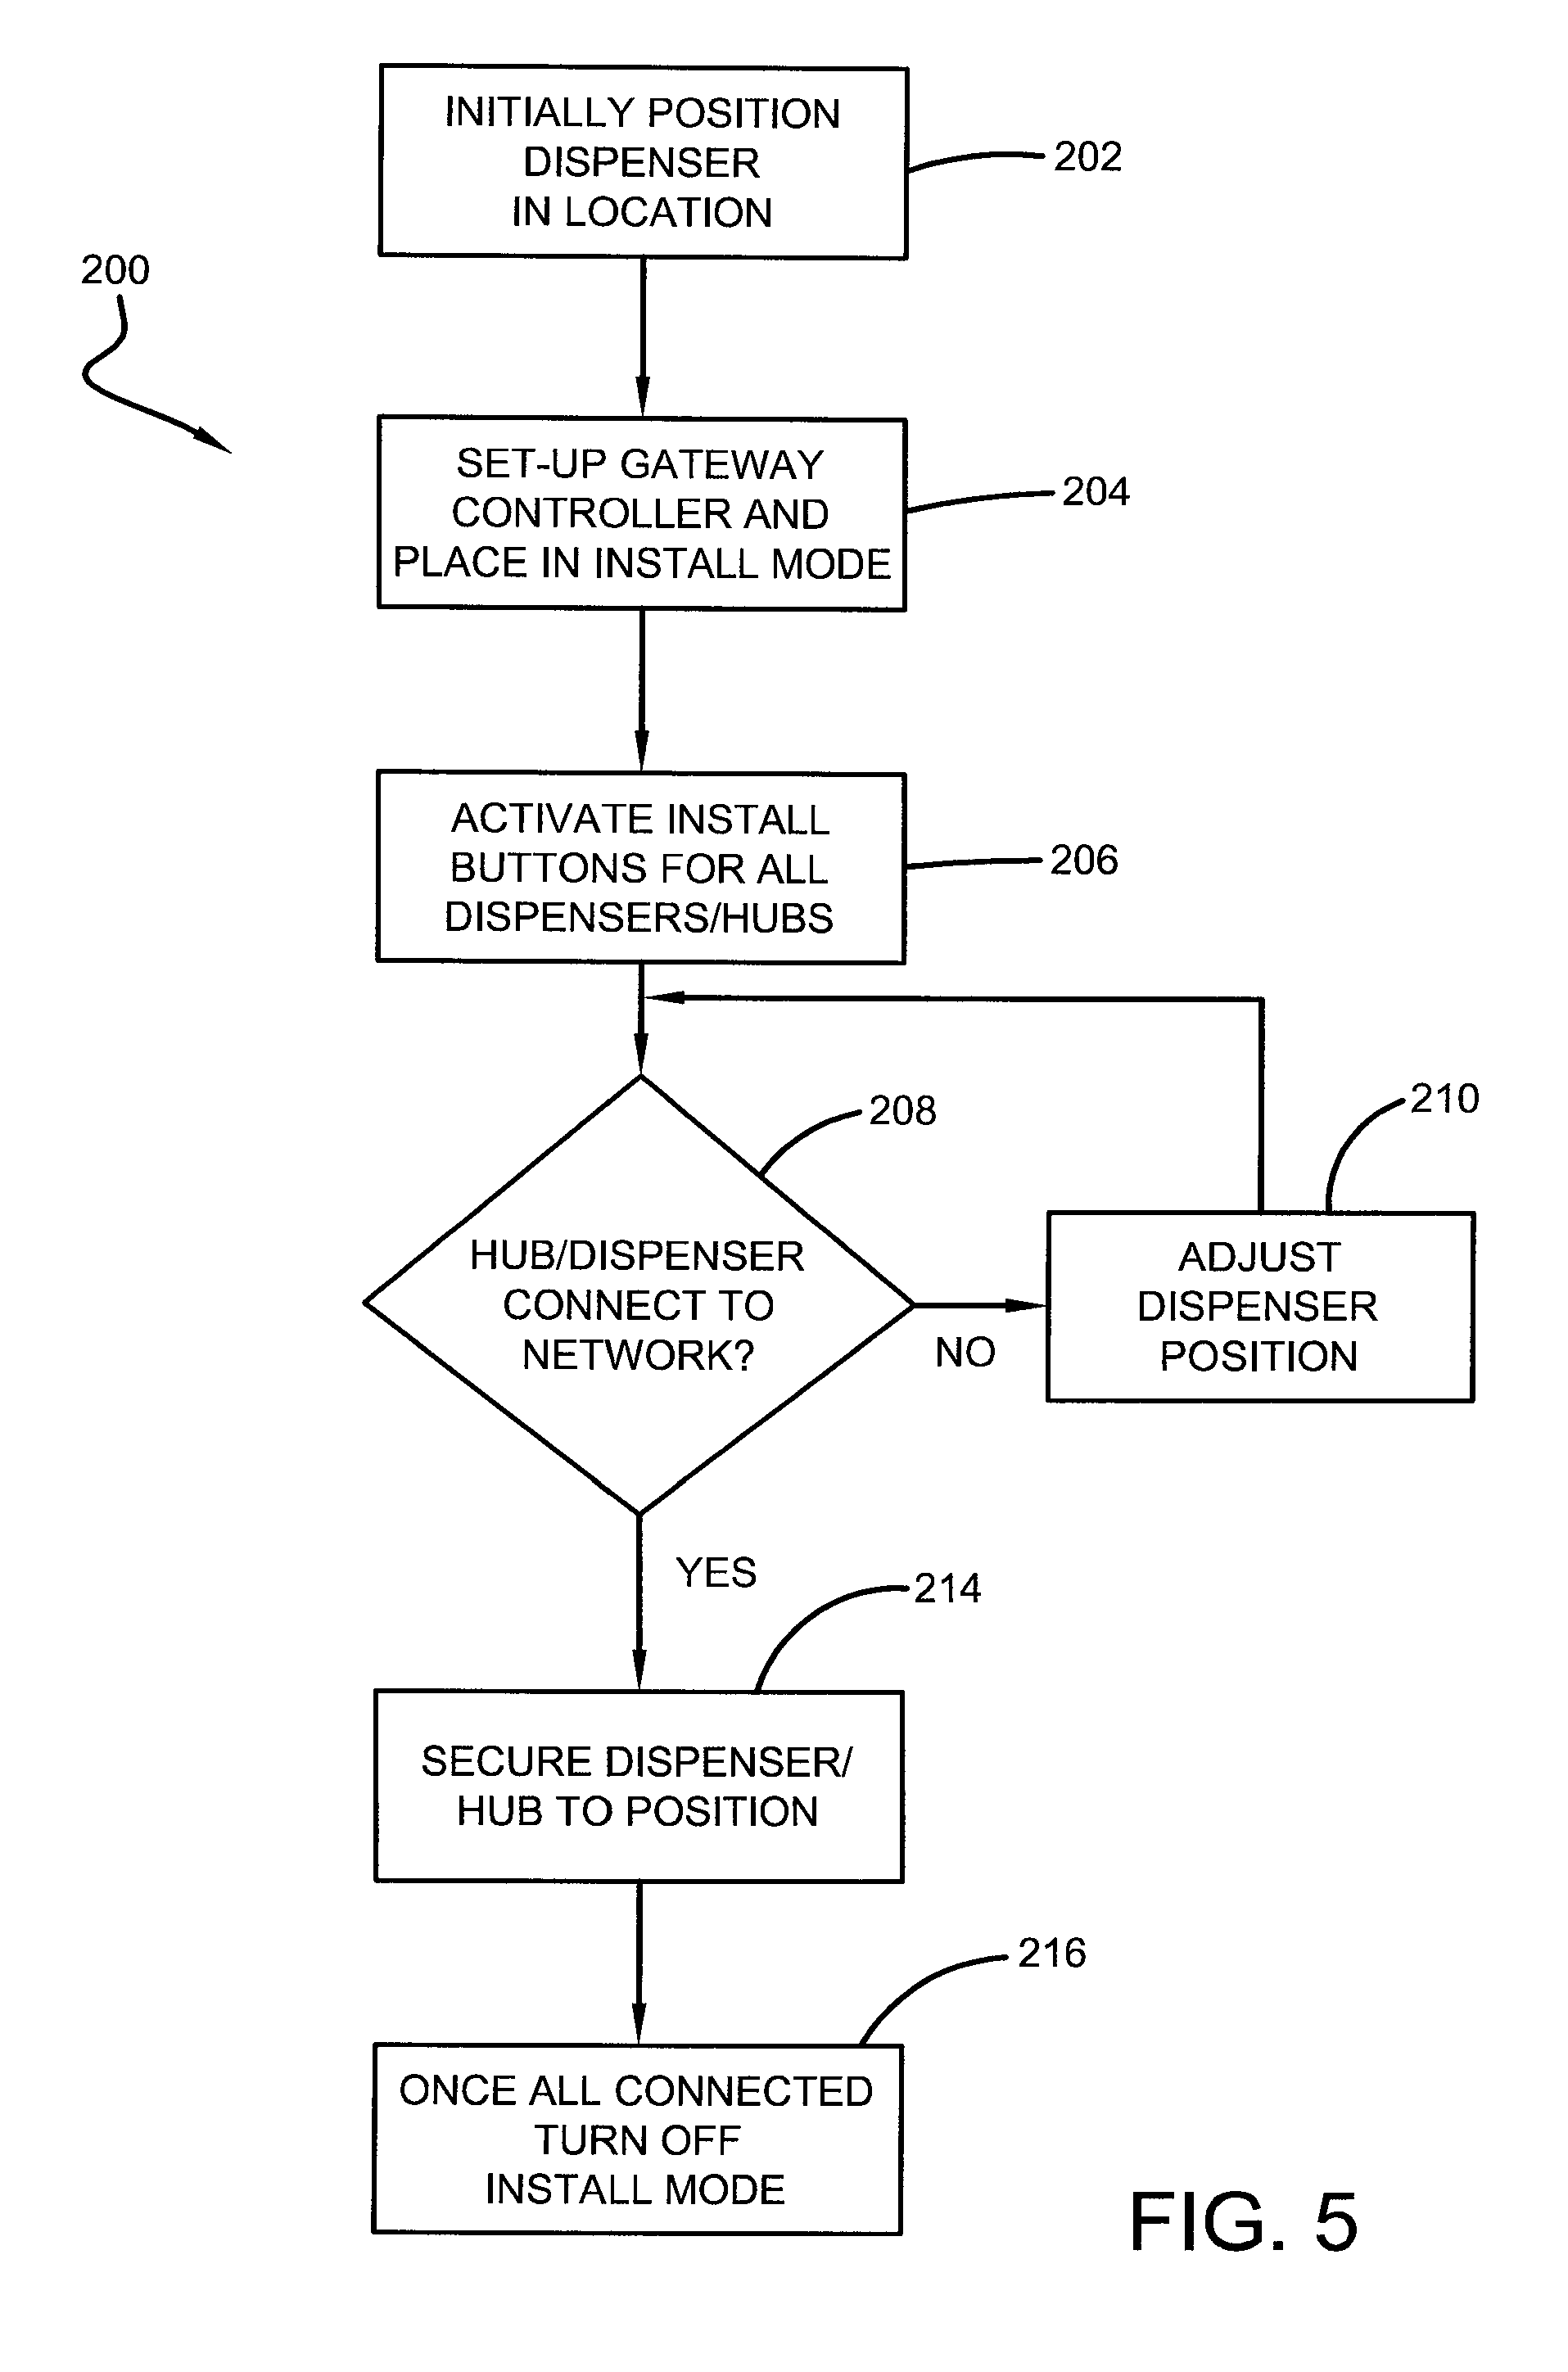 INITIALLY POSITION
DISPENSER
IN LOCATION
202
200
SET-UP GATEWAY
CONTROLLER AND
PLACE IN INSTALL MODE
204
ACTIVATE INSTALL
BUTTONS FOR ALL
DISPENSERS/HUBS
206
208
210
HUB/DISPENSER
CONNECT TO
NETWORK?
NO
ADJUST
DISPENSER
POSITION
YES
214
SECURE DISPENSER/
HUB TO POSITION
216
ONCE ALL CONNECTED
TURN OFF
INSTALL MODE
FIG. 5